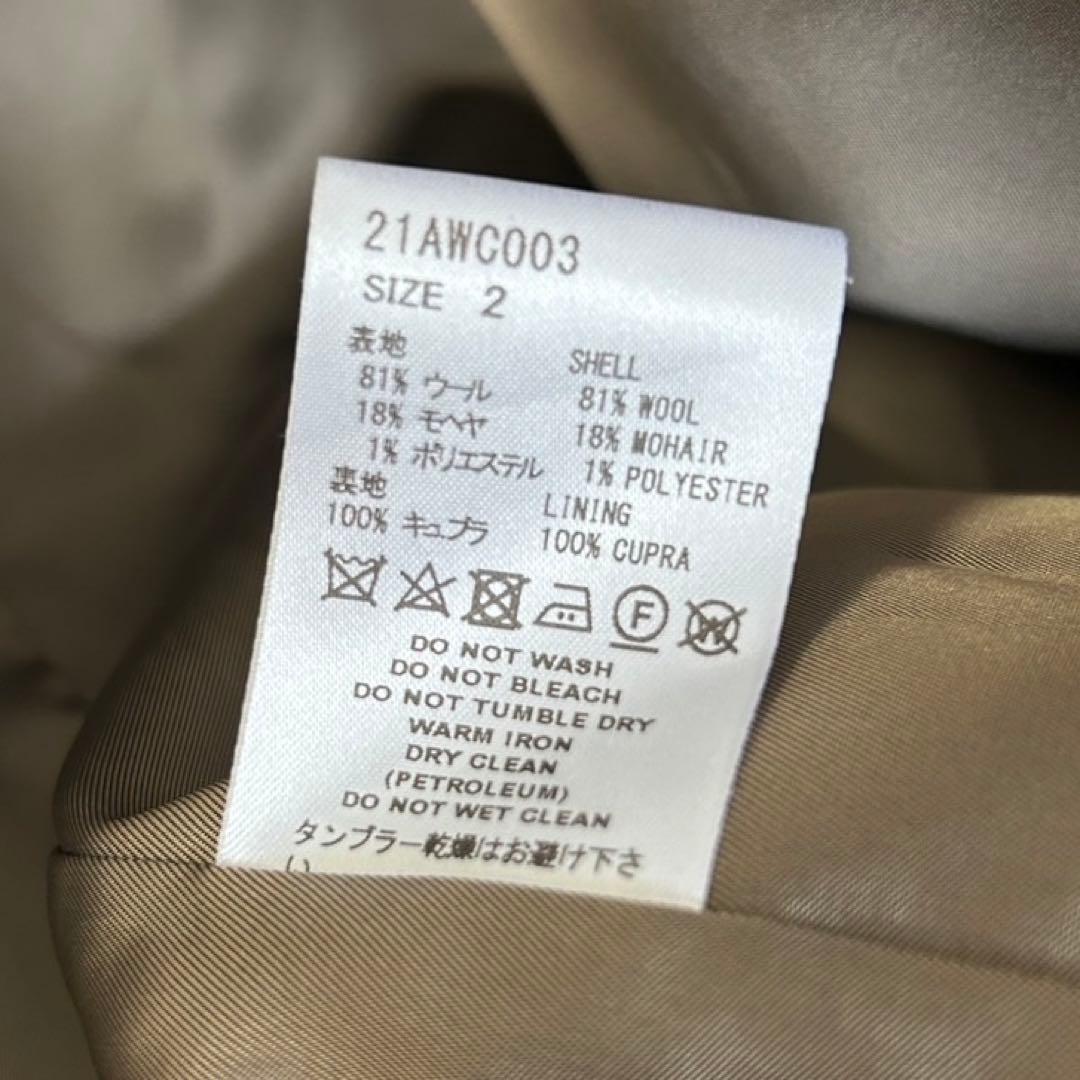 21AWC003
SIZE 2
表地
81% ウール
18% モヘヤ
1% ポリエステル
裏地
100% キュプラ
SHELL
81% WOOL
18% MOHAIR
1% POLYESTER
LINING
100% CUPRA
F
W
DO NOT WASH
DO NOT BLEACH
DO NOT TUMBLE DRY
WARM IRON
DRY CLEAN
(PETROLEUM)
DO NOT WET CLEAN
タンブラー乾燥はお避け下さ
い